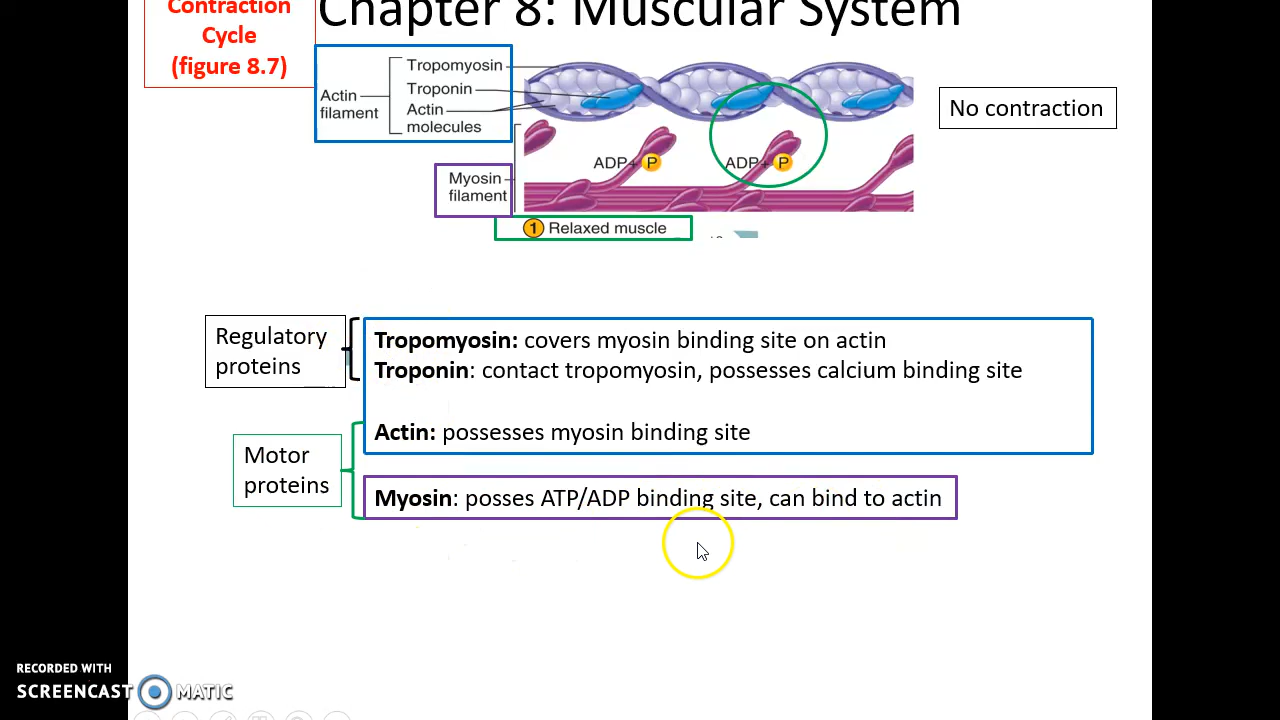 Contraction
Cycle
(figure 8.7)
Chapter 8: Muscular System
Tropomyosin
Troponin
Actin
molecules
Actin
filament
Myosin
filament
ADP+ P
ADP+ P
1 Relaxed muscle
No contraction
Regulatory
proteins
Tropomyosin: covers myosin binding site on actin
Troponin: contact tropomyosin, possesses calcium binding site
Actin: possesses myosin binding site
Motor
proteins
Myosin: posses ATP/ADP binding site, can bind to actin
RECORDED WITH
SCREENCAST MATIC